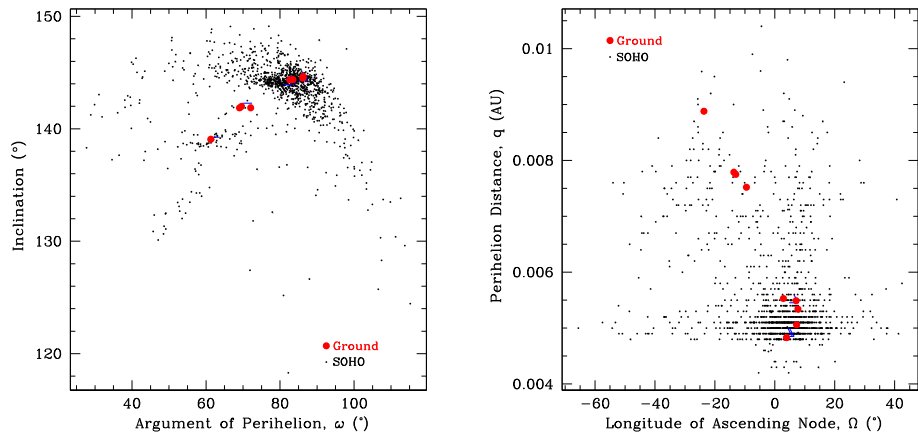 150
140
130
120
Inclination (°)
40
60
80
100
Argument of Perihelion, ω (°)
Ground
SOHO
0.01
0.008
0.006
0.004
Perihelion Distance, q (AU)
−60
−40
−20
0
20
40
Longitude of Ascending Node, Ω (°)
Ground
SOHO